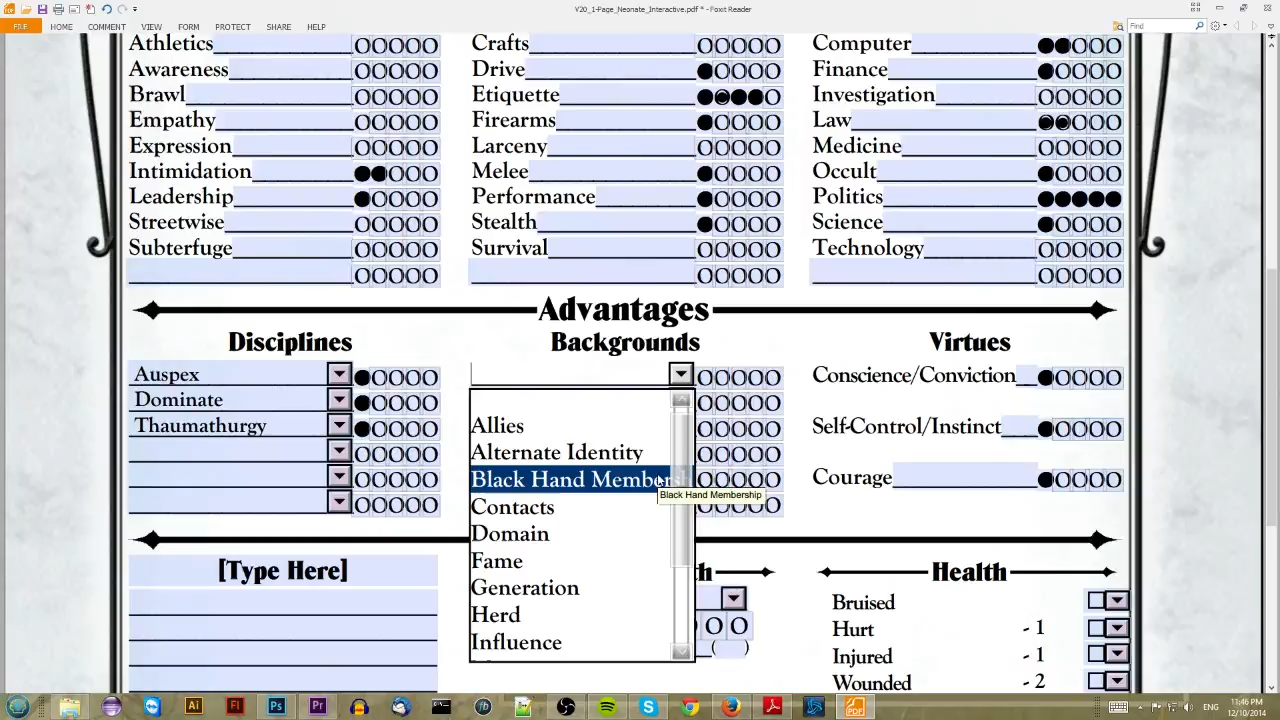 Y20_1-Page_Neonate_Interactive.pdf * - Foxit Reader
FILE HOME COMMENT VIEW FORM PROTECT SHARE HELP Find
Athletics Crafts Computer
Awareness Drive Finance
Brawl Etiquette Investigation
Empathy Firearms Law
Expression Larceny Medicine
Intimidation Melee Occult
Leadership Performance Politics
Streetwise Stealth Science
Subterfuge Survival Technology
Advantages
Disciplines Backgrounds Virtues
Auspex Conscience/Conviction
Dominate
Thaumathurgy Self-Control/Instinct
Courage
Allies
Alternate Identity
Black Hand Members
Black Hand Membership
Contacts
Domain
Fame
Generation
Herd
Influence
[Type Here] Health
Bruised
Hurt - 1
Injured - 1
Wounded - 2
( )
ENG 11:46 PM
12/10/2014